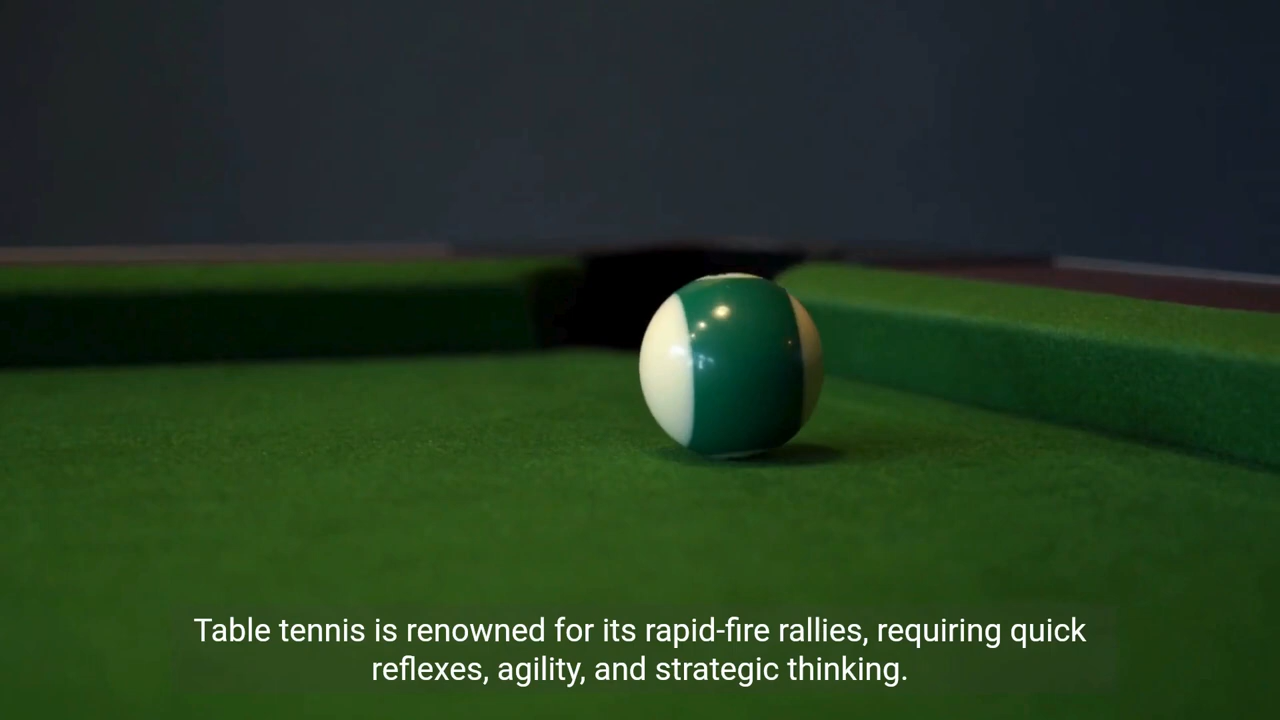 Table tennis is renowned for its rapid-fire rallies, requiring quick
reflexes, agility, and strategic thinking.